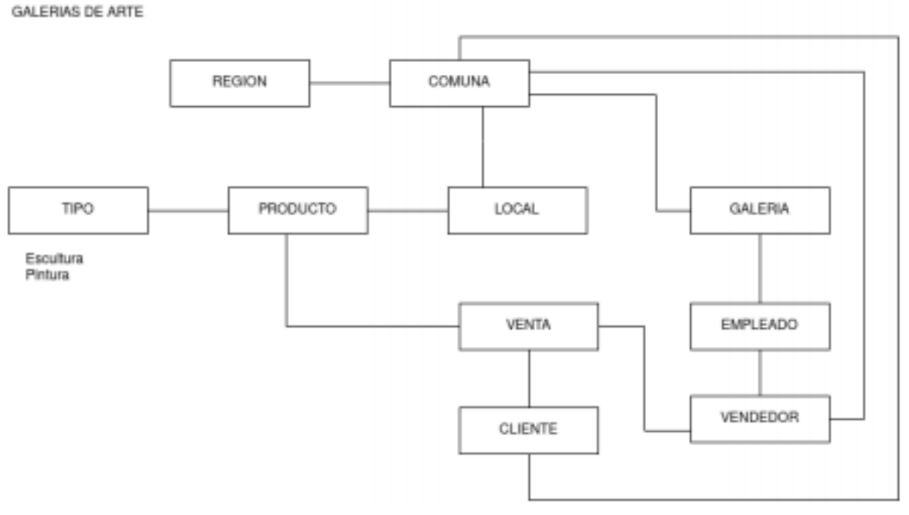 GALERIAS DE ARTE
REGION
COMUNA
TIPO
PRODUCTO
LOCAL
GALERIA
Escultura
Pintura
VENTA
EMPLEADO
CLIENTE
VENDEDOR